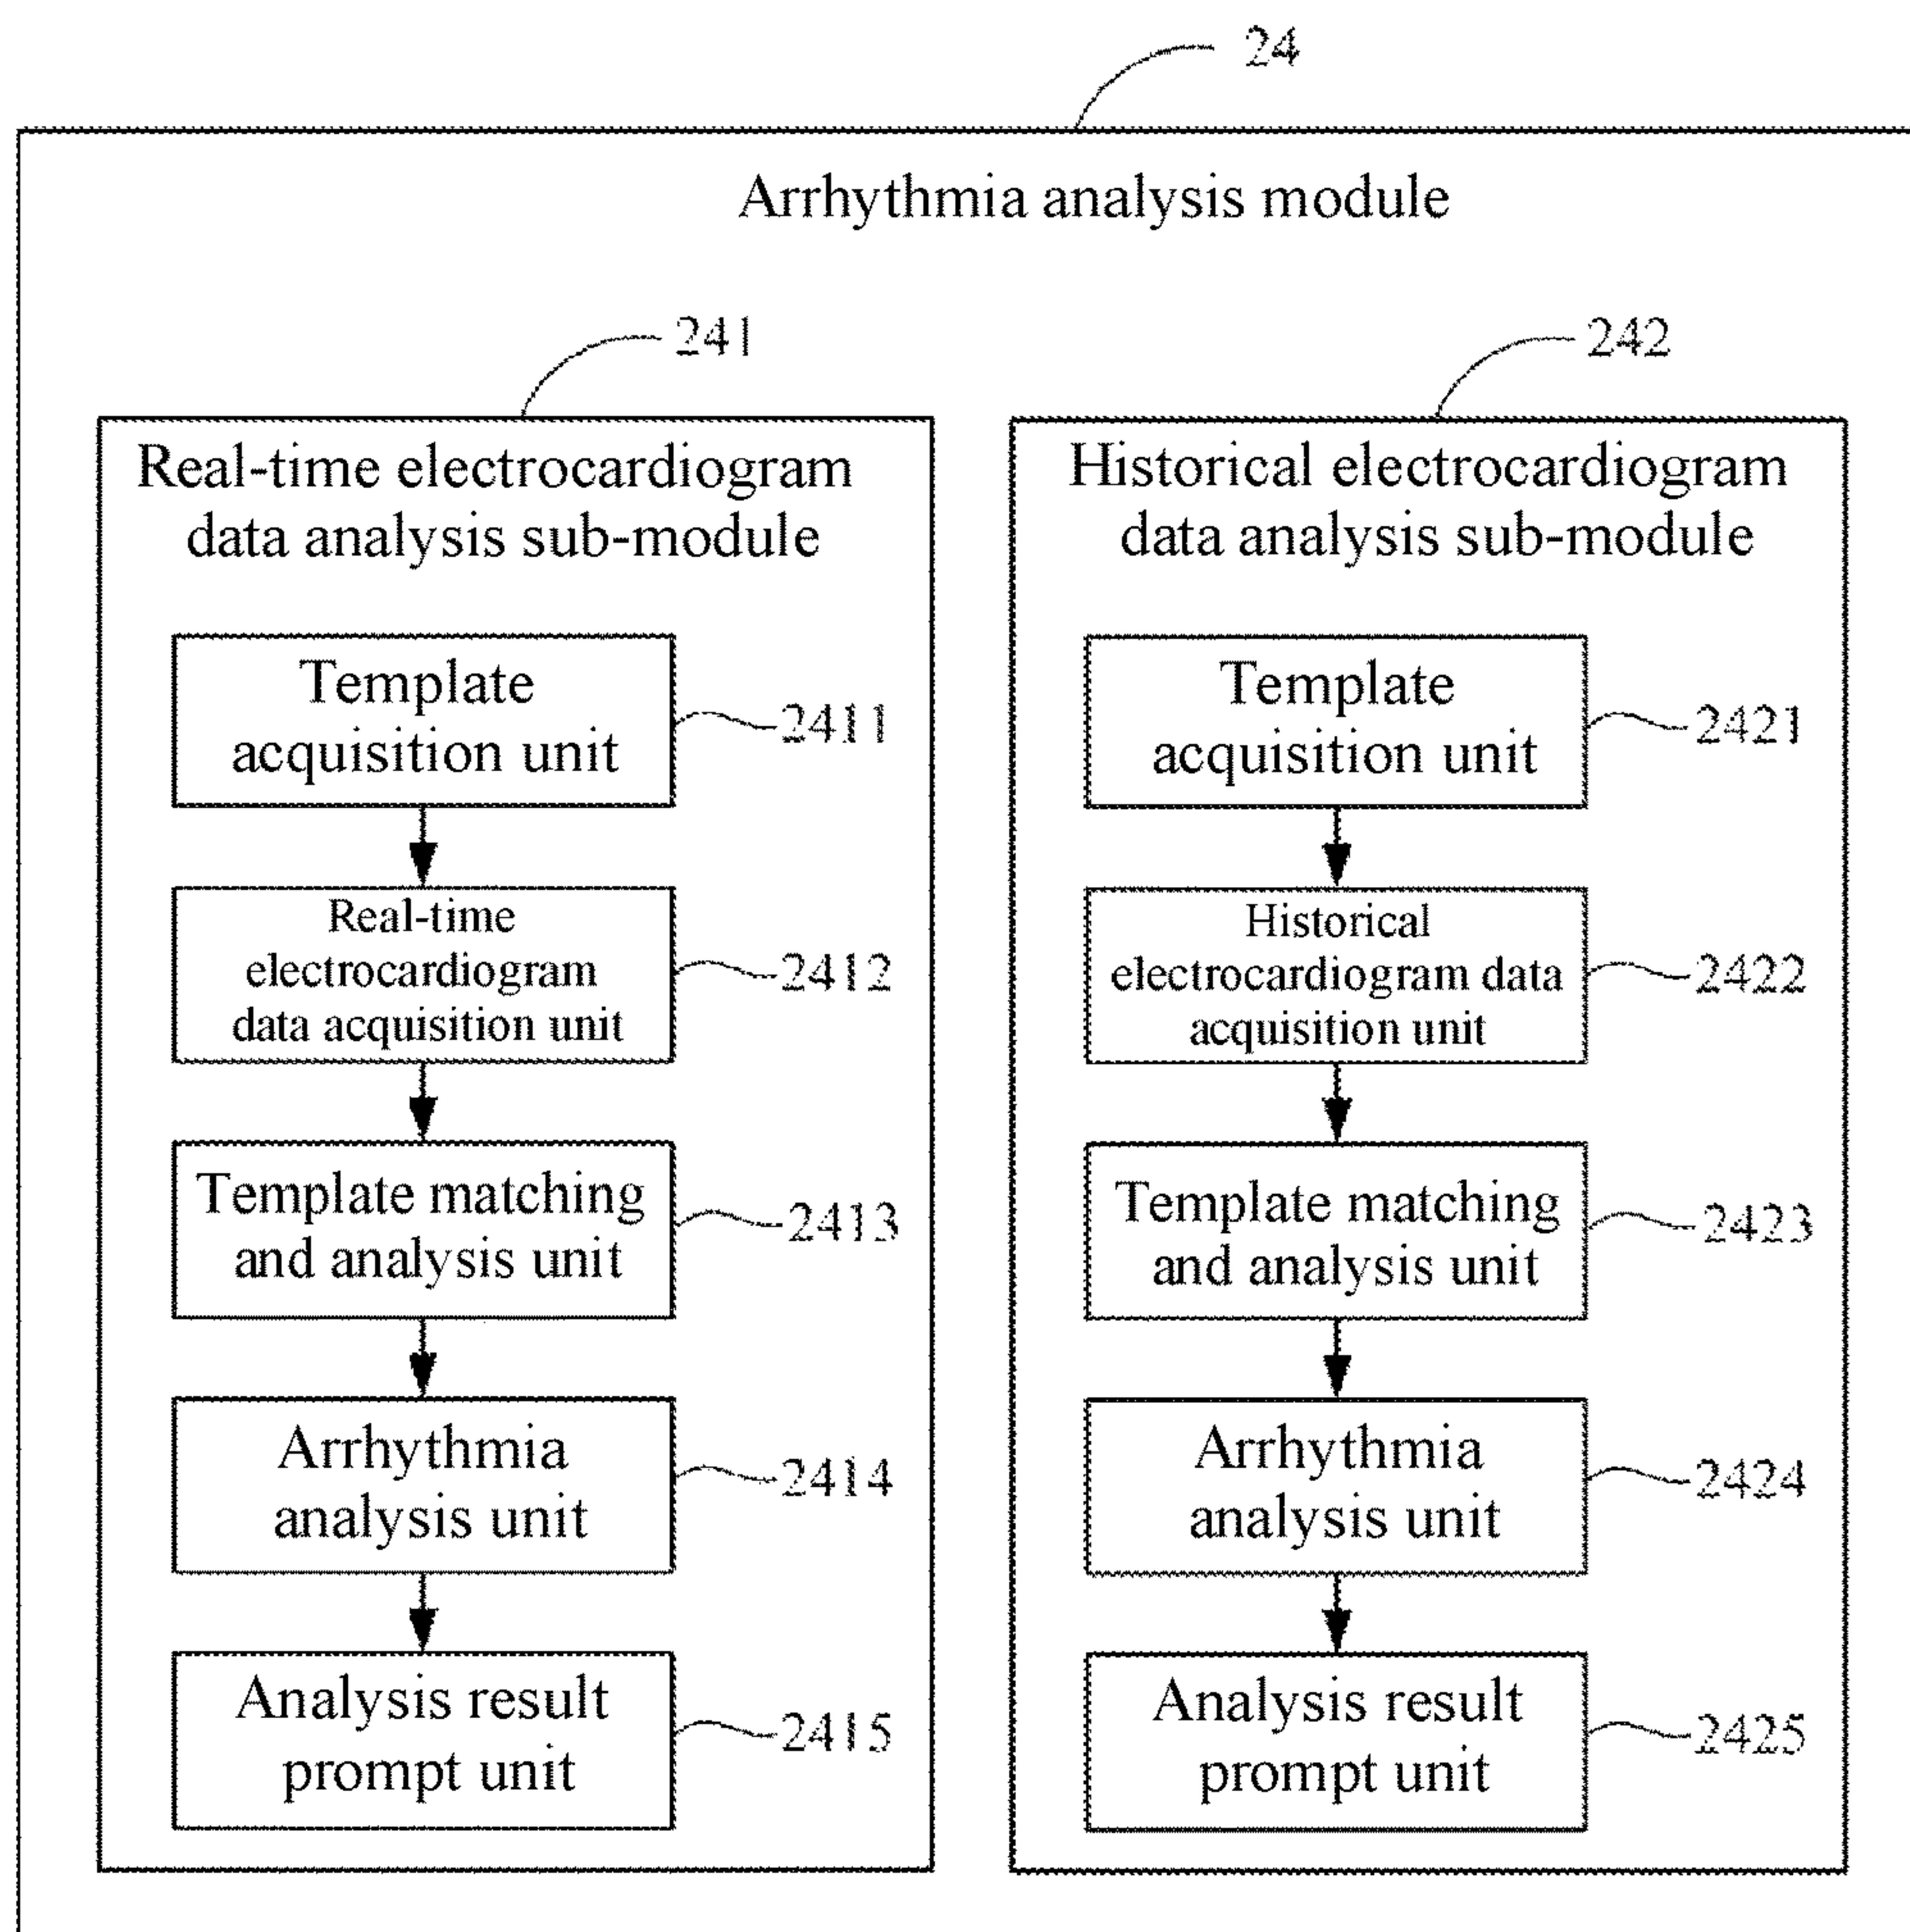 24
Arrhythmia analysis module
241
Real-time electrocardiogram
data analysis sub-module
Template
acquisition unit
2411
Real-time
electrocardiogram
data acquisition unit
2412
Template matching
and analysis unit
2413
Arrhythmia
analysis unit
2414
Analysis result
prompt unit
2415
242
Historical electrocardiogram
data analysis sub-module
Template
acquisition unit
2421
Historical
electrocardiogram data
acquisition unit
2422
Template matching
and analysis unit
2423
Arrhythmia
analysis unit
2424
Analysis result
prompt unit
2425